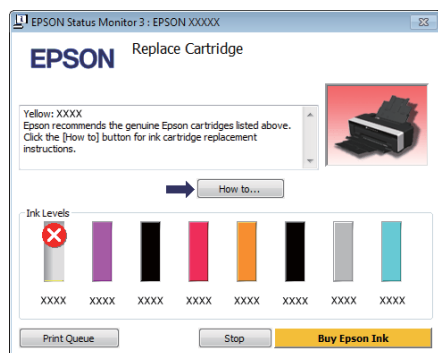 EPSON Status Monitor 3 : EPSON XXXXX
EPSON
Replace Cartridge
Yellow: XXXX
Epson recommends the genuine Epson cartridges listed above.
Click the [How to] button for ink cartridge replacement
instructions.
How to...
Ink Levels
XXXX XXXX XXXX XXXX XXXX XXXX XXXX XXXX
Print Queue
Stop
Buy Epson Ink